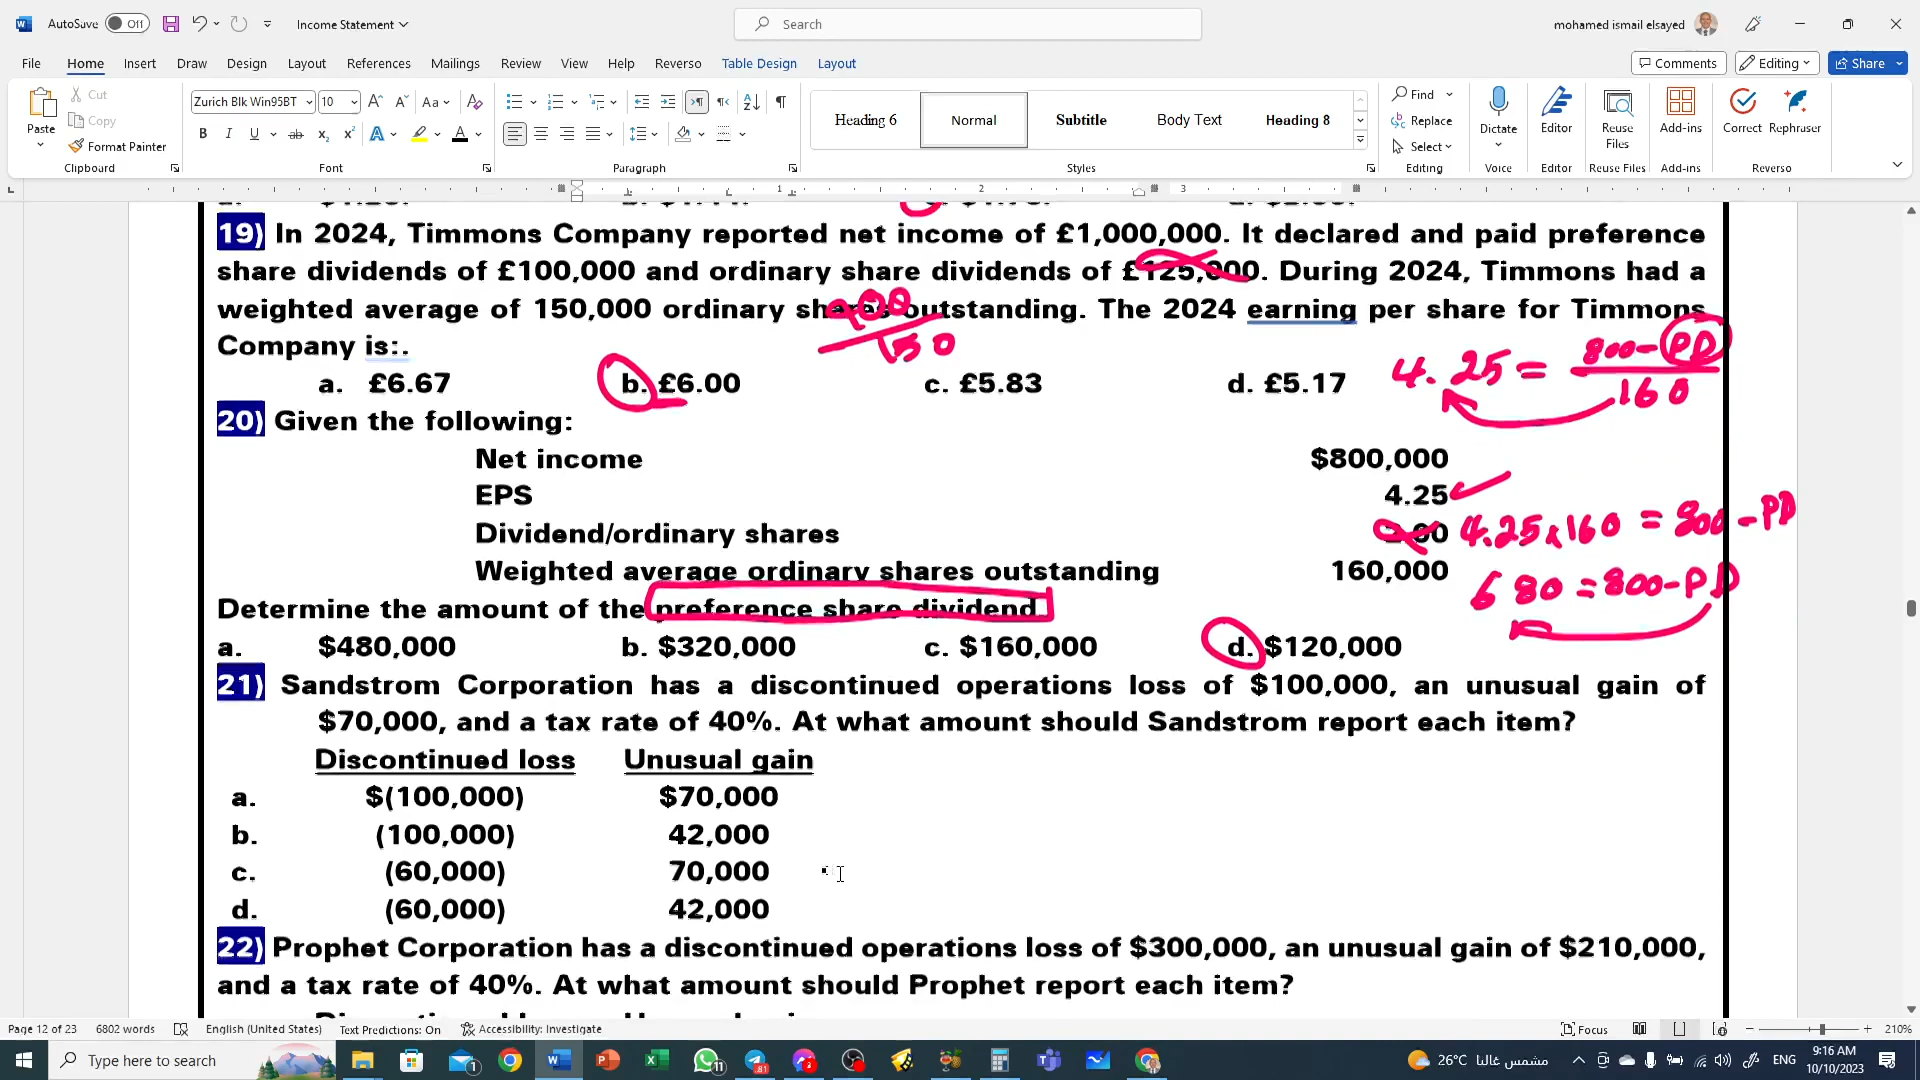 AutoSave Off Income Statement Search mohamed ismail elsayed
File Home Insert Draw Design Layout References Mailings Review View Help Reverso Table Design Layout Comments Editing Share
Paste Cut Copy Format Painter Clipboard
Zurich Blk Win95BT 10 Font
Paragraph
Heading 6 Normal Subtitle Body Text Heading 8 Styles
Find Replace Select Editing
Dictate Voice
Editor Editor
Reuse Files Reuse Files
Add-ins Add-ins
Correct Rephraser Reverso
1 2 3
19) In 2024, Timmons Company reported net income of £1,000,000. It declared and paid preference
share dividends of £100,000 and ordinary share dividends of £125,000. During 2024, Timmons had a
weighted average of 150,000 ordinary shares outstanding. The 2024 earning per share for Timmons
Company is:.
900
150
a. £6.67 b. £6.00 c. £5.83 d. £5.17
4.25 = 800-PD
160
20) Given the following:
Net income $800,000
EPS 4.25
Dividend/ordinary shares
4.25x160 = 800-PD
Weighted average ordinary shares outstanding 160,000
680 = 800-PD
Determine the amount of the preference share dividend
a. $480,000 b. $320,000 c. $160,000 d. $120,000
21) Sandstrom Corporation has a discontinued operations loss of $100,000, an unusual gain of
$70,000, and a tax rate of 40%. At what amount should Sandstrom report each item?
Discontinued loss Unusual gain
a. $(100,000) $70,000
b. (100,000) 42,000
c. (60,000) 70,000
d. (60,000) 42,000
22) Prophet Corporation has a discontinued operations loss of $300,000, an unusual gain of $210,000,
and a tax rate of 40%. At what amount should Prophet report each item?
Page 12 of 23 6802 words English (United States) Text Predictions: On Accessibility: Investigate Focus 210%
Type here to search 26°C مشمس غالبا ENG 9:16 AM
10/10/2023